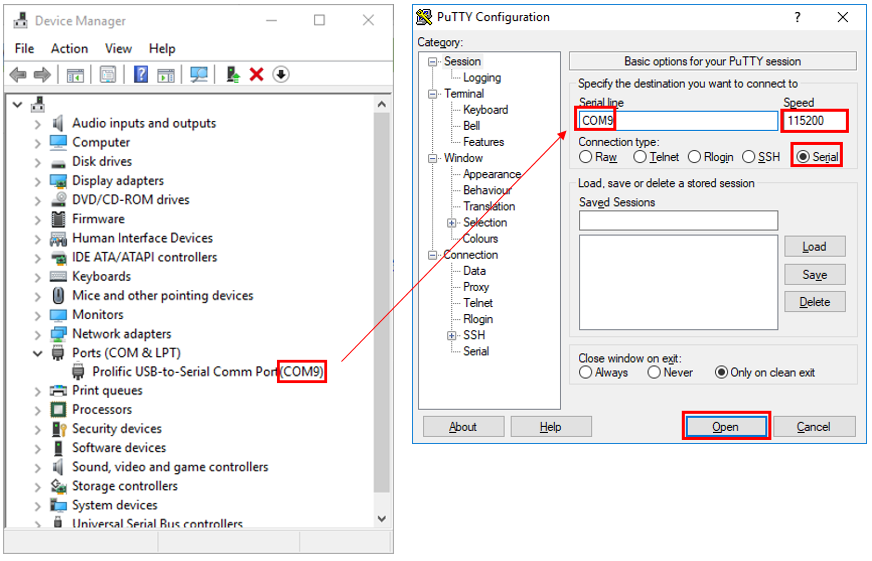 Device Manager
File Action View Help
Audio inputs and outputs
Computer
Disk drives
Display adapters
DVD/CD-ROM drives
Firmware
Human Interface Devices
IDE ATA/ATAPI controllers
Keyboards
Mice and other pointing devices
Monitors
Network adapters
Ports (COM & LPT)
Prolific USB-to-Serial Comm Port (COM9)
Print queues
Processors
Security devices
Software devices
Sound, video and game controllers
Storage controllers
System devices
Universal Serial Bus controllers
PuTTY Configuration
Category:
Session
Logging
Terminal
Keyboard
Bell
Features
Window
Appearance
Behaviour
Translation
Selection
Colours
Connection
Data
Proxy
Telnet
Rlogin
SSH
Serial
Basic options for your PuTTY session
Specify the destination you want to connect to
Serial line Speed
COM9 115200
Connection type:
Raw Telnet Rlogin SSH Serial
Load, save or delete a stored session
Saved Sessions
Load
Save
Delete
Close window on exit:
Always Never Only on clean exit
About Help Open Cancel